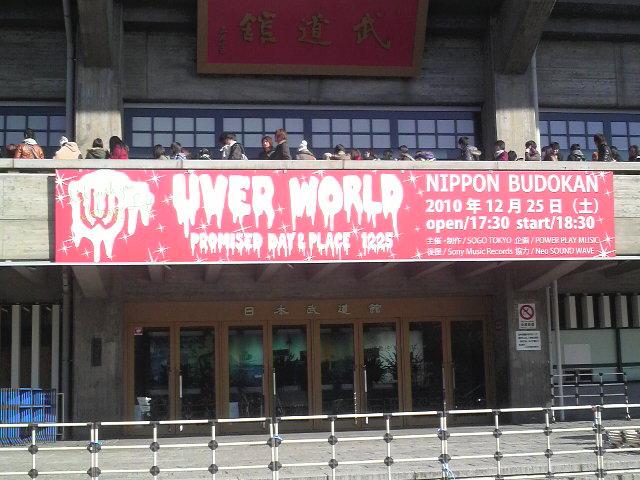 館道武
UVER WORLD
PROMISED DAY & PLACE 1225
NIPPON BUDOKAN
2010年12月25日（土）
open/17:30 start/18:30
主催・制作 / SOGO TOKYO 企画 / POWER PLAY MUSIC
後援 / Sony Music Records 協力 / Neo SOUND WAVE
日本武道館